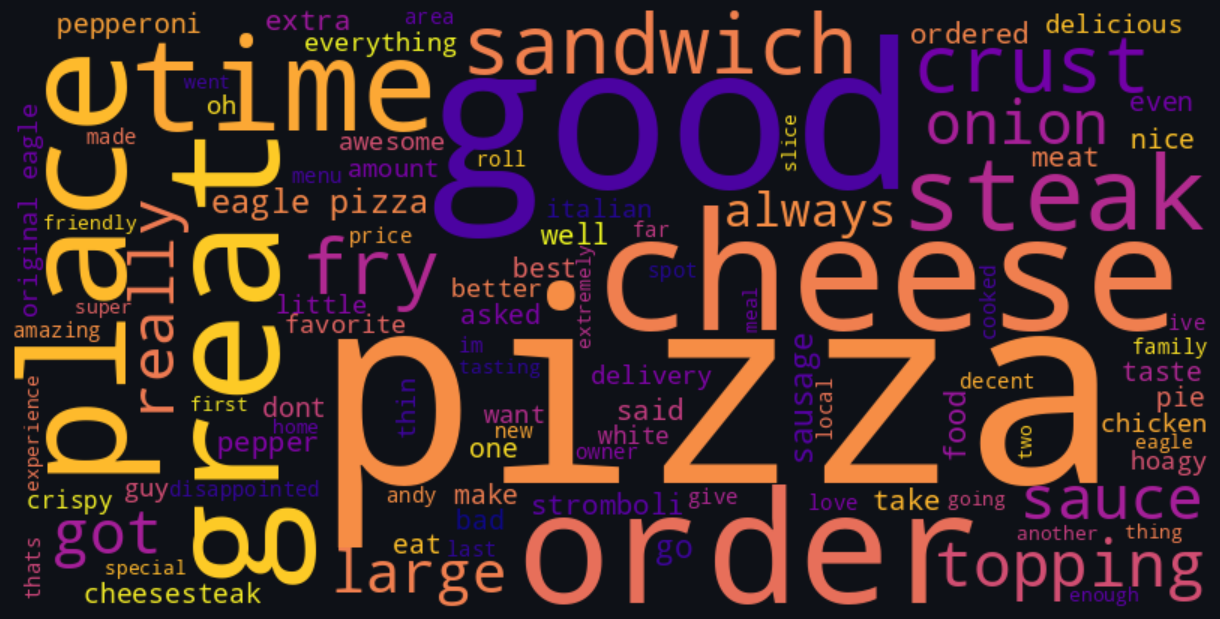 pepperoni
extra
area
everything
sandwich
ordered
delicious
time
place
great
good
crust
went
oh
made
awesome
amount
roll
slice
onion
even
nice
meat
original eagle
menu
eagle pizza
italian
always
steak
friendly
really
price
well
far
fry
best
extremely
spot
cheese
cooked
better
meal
super
little
asked
favorite
amazing
ive
pizza
im
tasting
sausage
family
delivery
taste
decent
experience
thin
local
first
dont
want
said
food
pie
home
pepper
new
white
two
chicken
one
owner
eagle
hoagy
crispy
guy
disappointed
andy
make
stromboli
give
love
take
going
sauce
got
bad
order
another
thing
thats
eat
last
go
special
large
topping
cheesesteak
enough